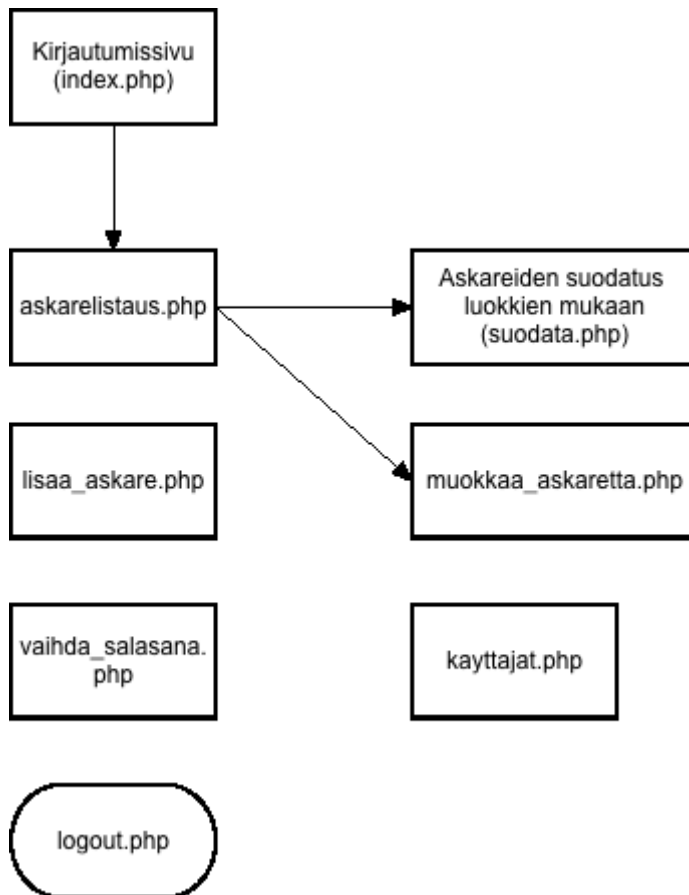 Kirjautumissivu
(index.php)
askarelistaus.php
Askareiden suodatus
luokkien mukaan
(suodata.php)
lisaa_askare.php
muokkaa_askaretta.php
vaihda_salasana.
php
kayttajat.php
logout.php